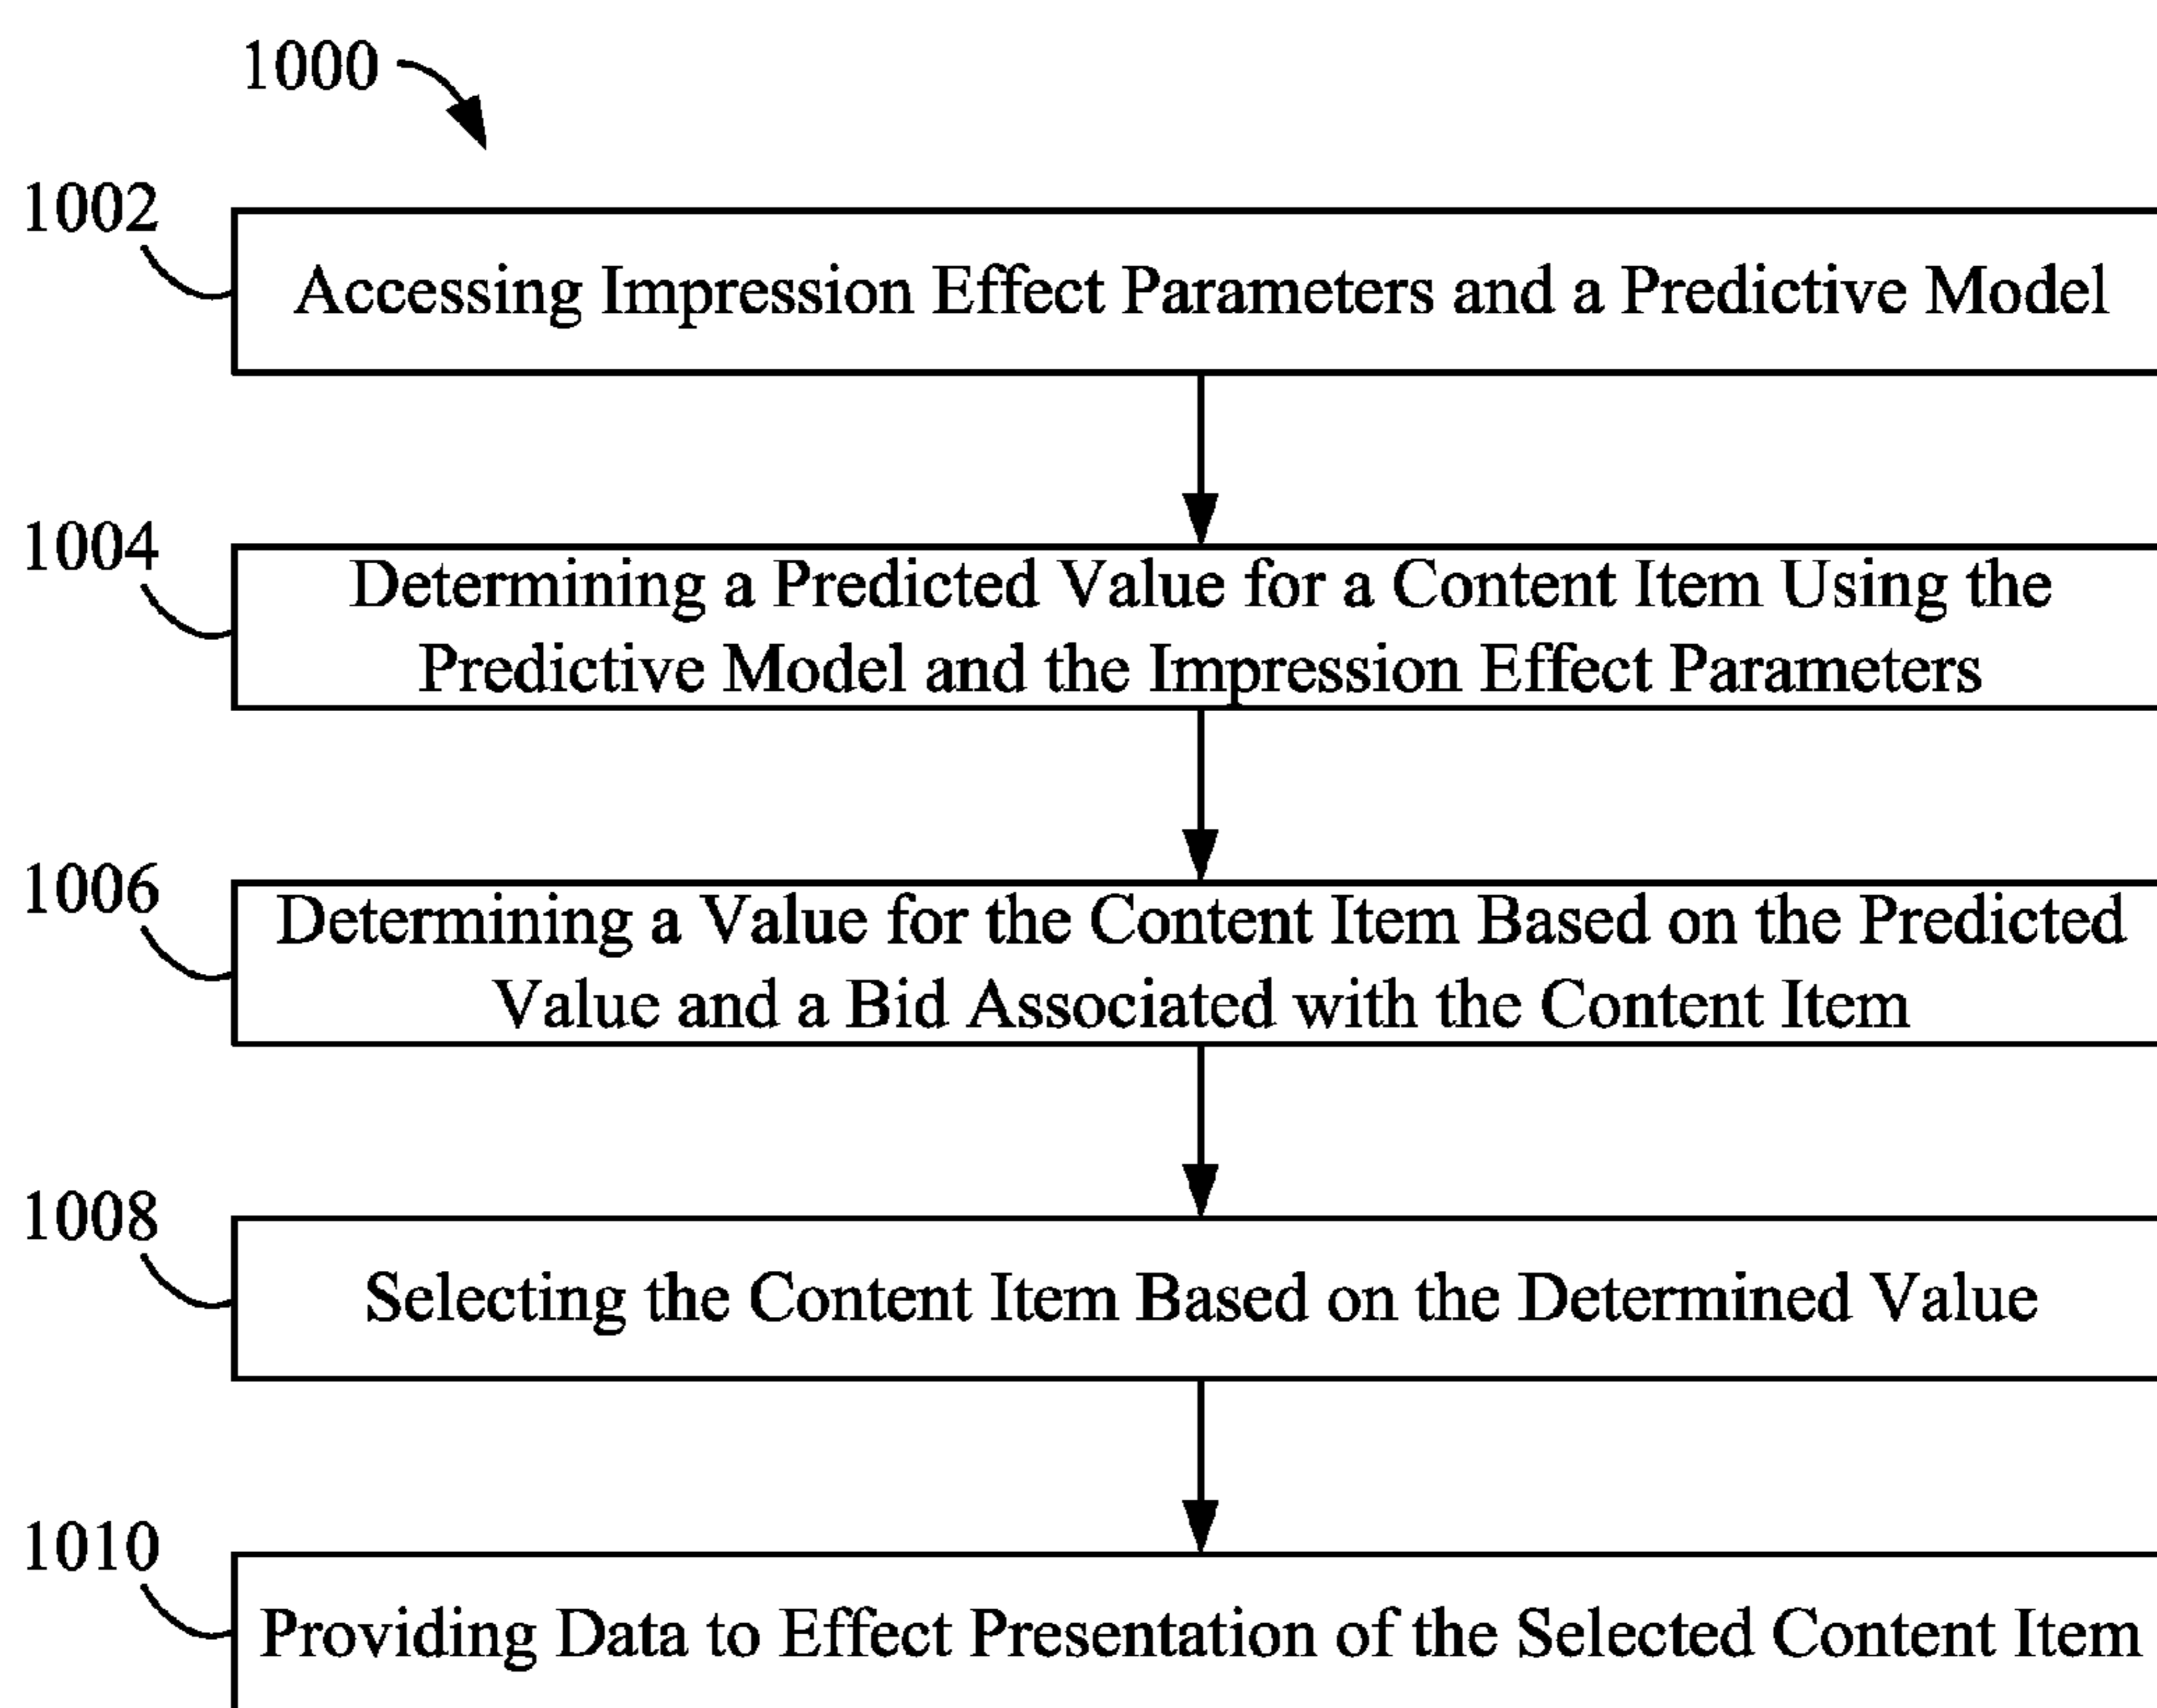 1000
1002
Accessing Impression Effect Parameters and a Predictive Model
1004
Determining a Predicted Value for a Content Item Using the
Predictive Model and the Impression Effect Parameters
1006
Determining a Value for the Content Item Based on the Predicted
Value and a Bid Associated with the Content Item
1008
Selecting the Content Item Based on the Determined Value
1010
Providing Data to Effect Presentation of the Selected Content Item